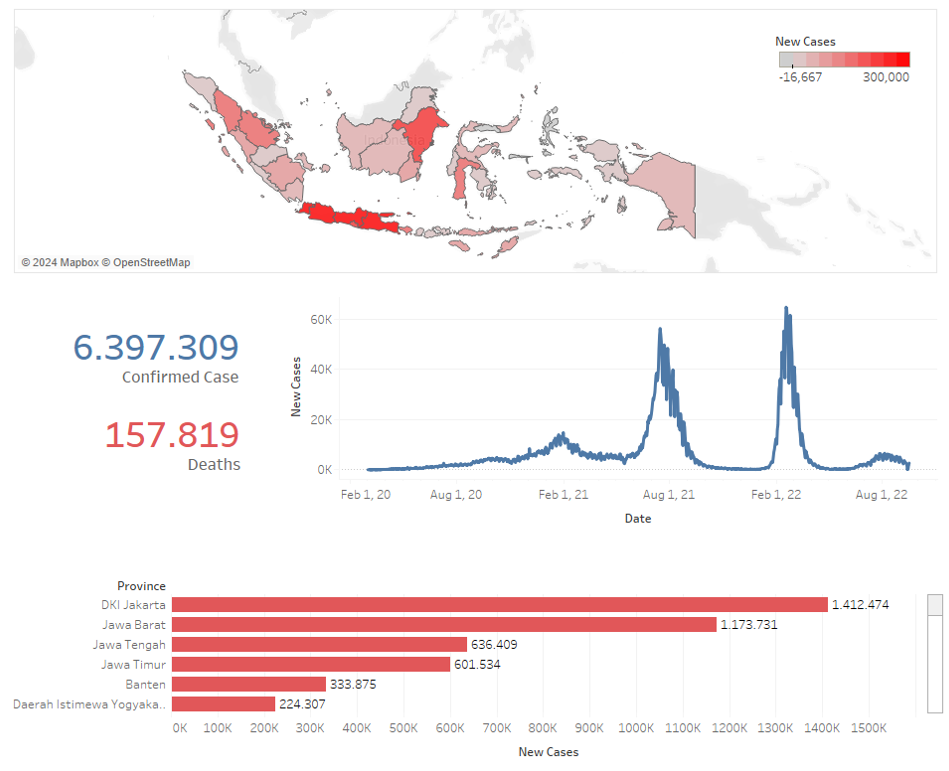 New Cases
-16,667 300,000
© 2024 Mapbox © OpenStreetMap
6.397.309
Confirmed Case
157.819
Deaths
New Cases
60K
40K
20K
0K
Feb 1, 20 Aug 1, 20 Feb 1, 21 Aug 1, 21 Feb 1, 22 Aug 1, 22
Date
Province
DKI Jakarta 1.412.474
Jawa Barat 1.173.731
Jawa Tengah 636.409
Jawa Timur 601.534
Banten 333.875
Daerah Istimewa Yogyaka.. 224.307
0K 100K 200K 300K 400K 500K 600K 700K 800K 900K 1000K 1100K 1200K 1300K 1400K 1500K
New Cases